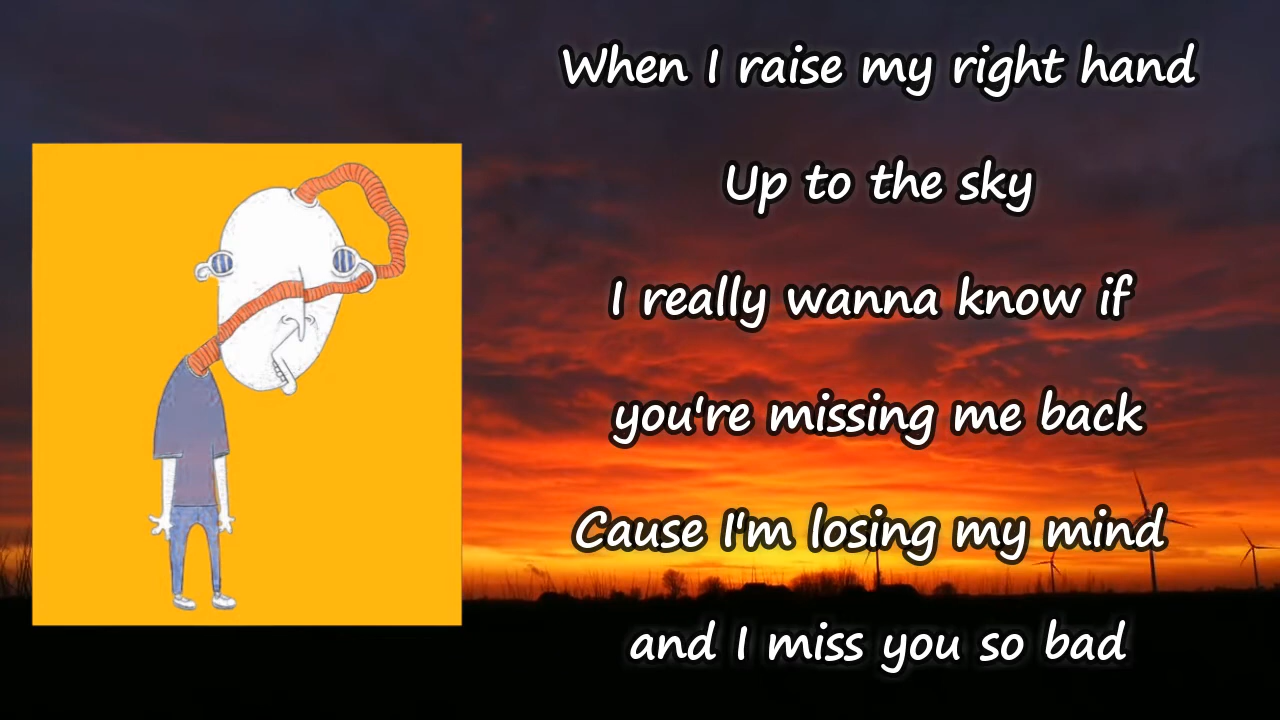 When I raise my right hand
Up to the sky
I really wanna know if
you're missing me back
Cause I'm losing my mind
and I miss you so bad